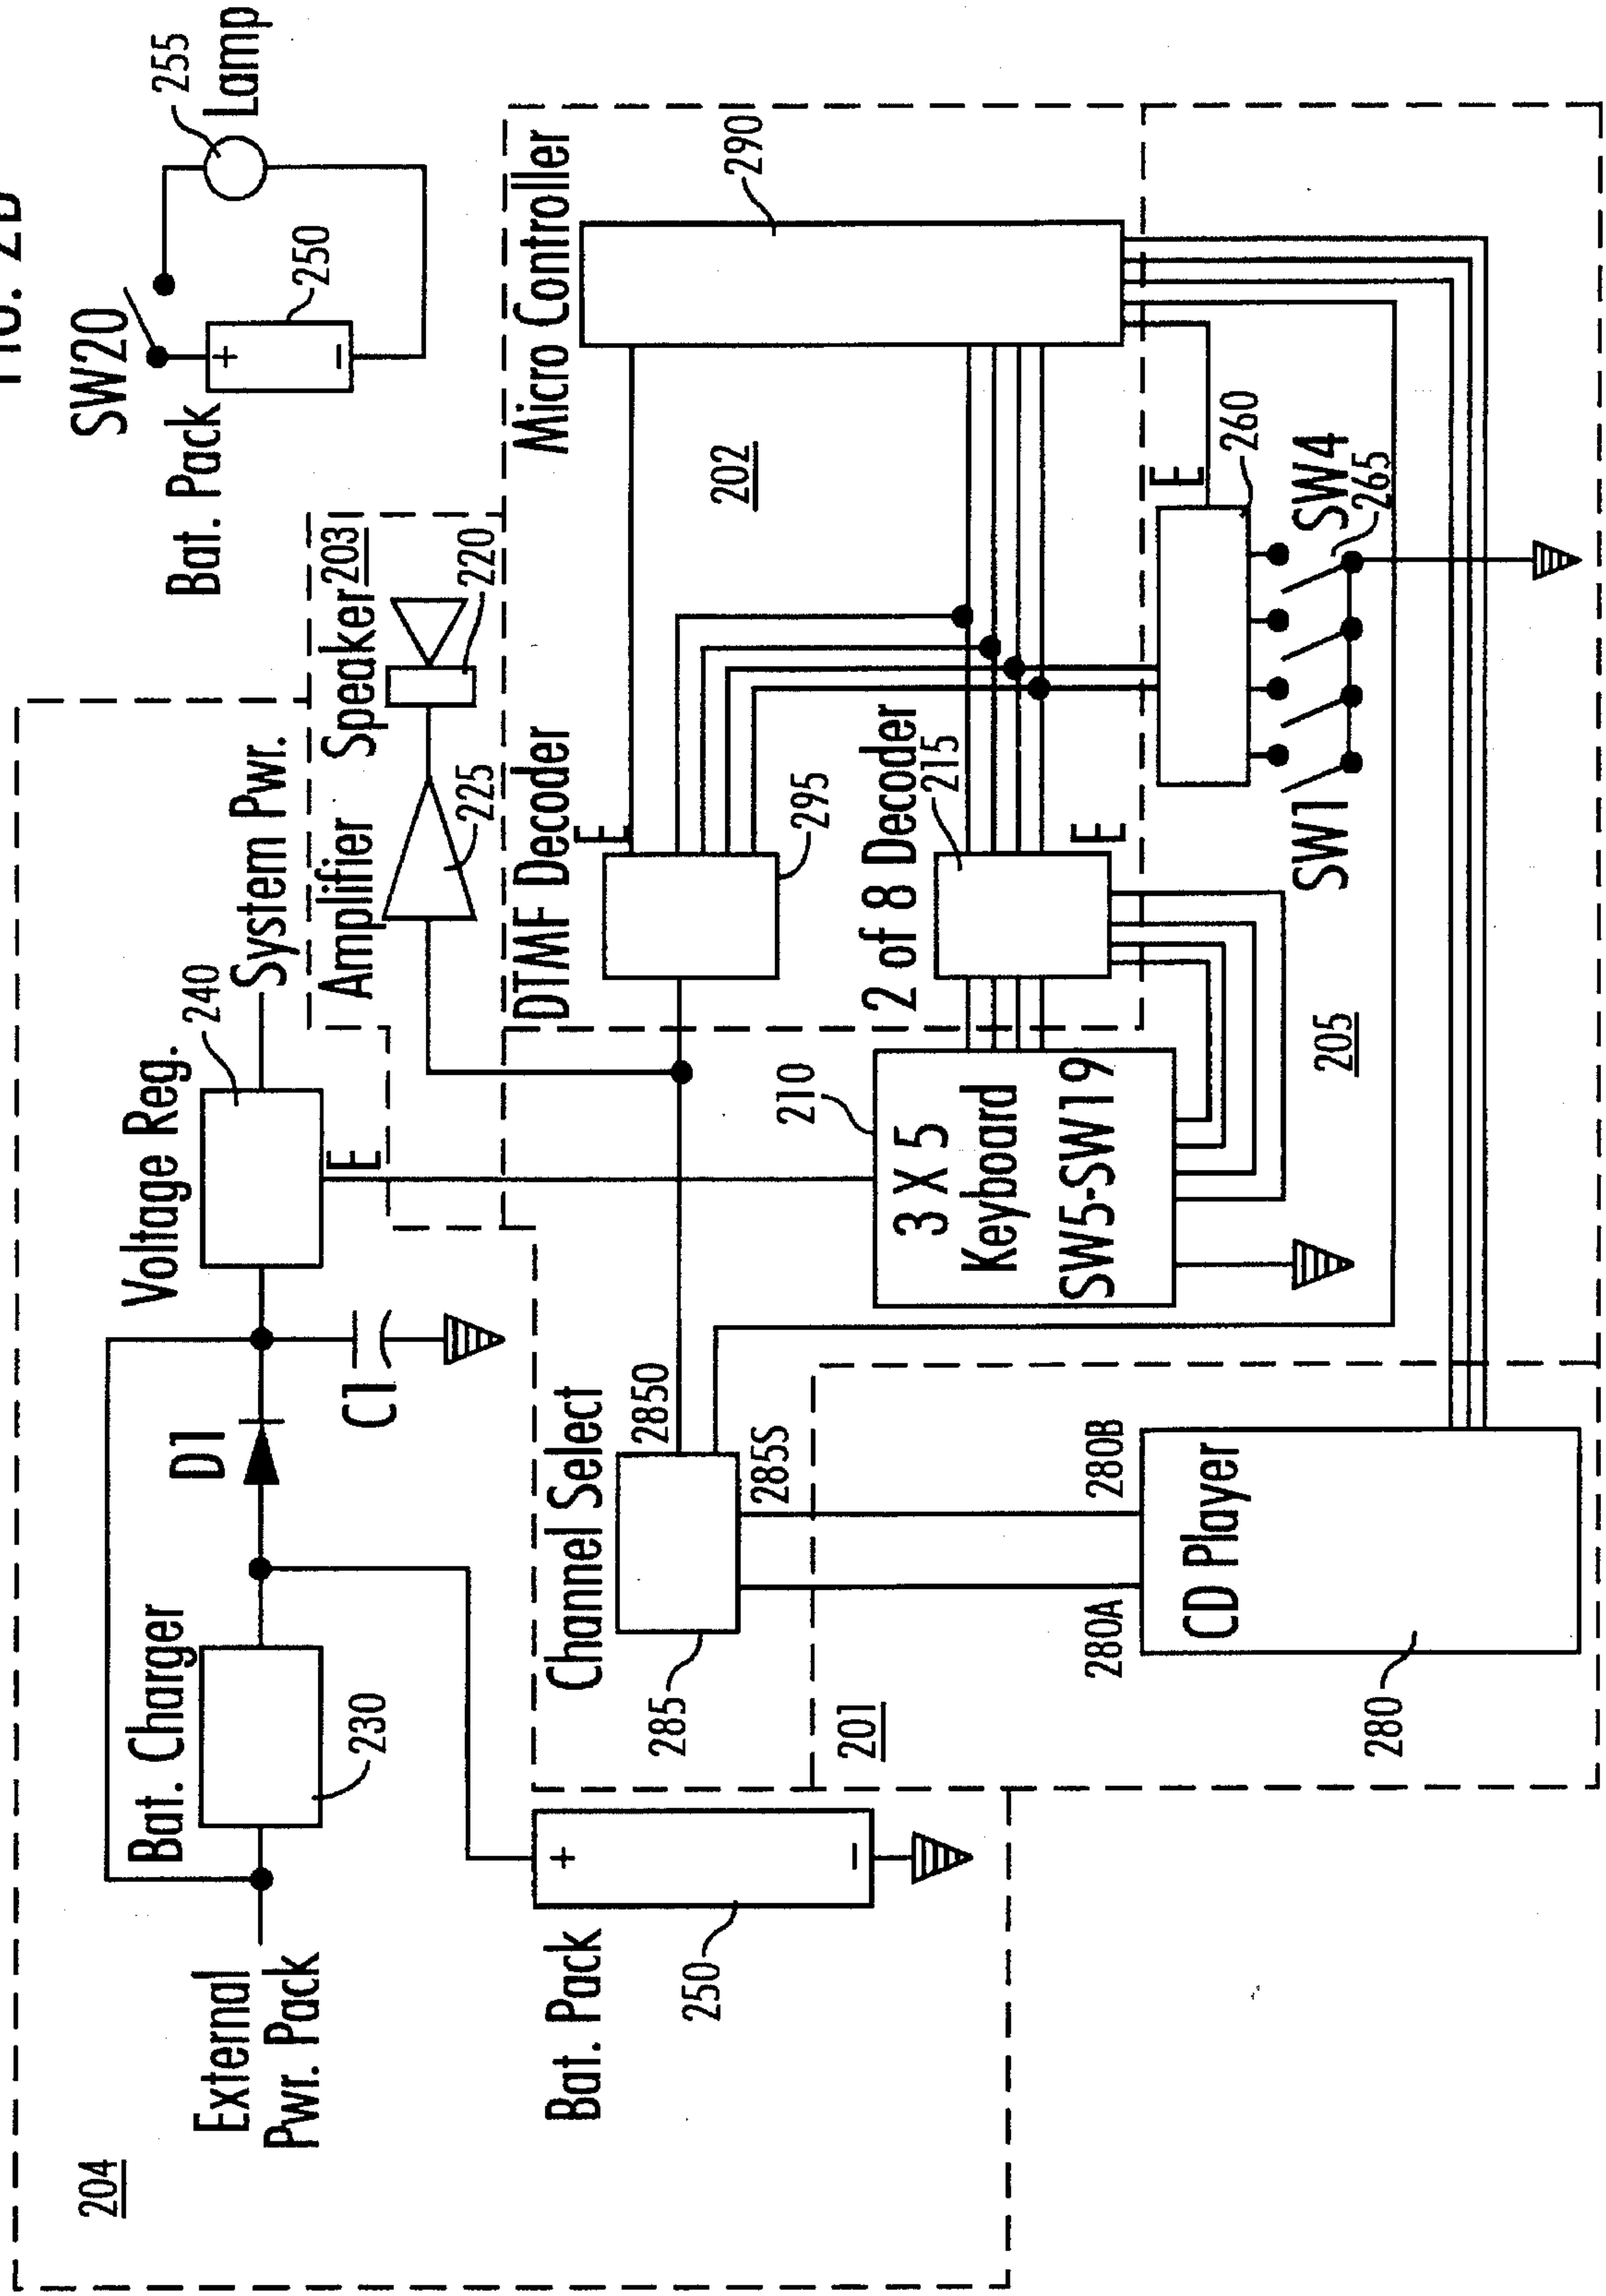 FIG. 2B
204
External
Pwr. Pack
Bat. Charger
230
D1
C1
Voltage Reg.
240
E
System Pwr.
SW20
Bat. Pack
+
−
250
255
Lamp
Bat. Pack
+
−
250
Amplifier
225
Speaker
203
220
Channel Select
285
2850
285S
DTMF Decoder
E
295
Micro Controller
290
202
2 of 8 Decoder
215
E
210
3 X 5
Keyboard
SW5-SW19
205
E
260
SW1
SW4
265
201
280A
280B
CD Player
280